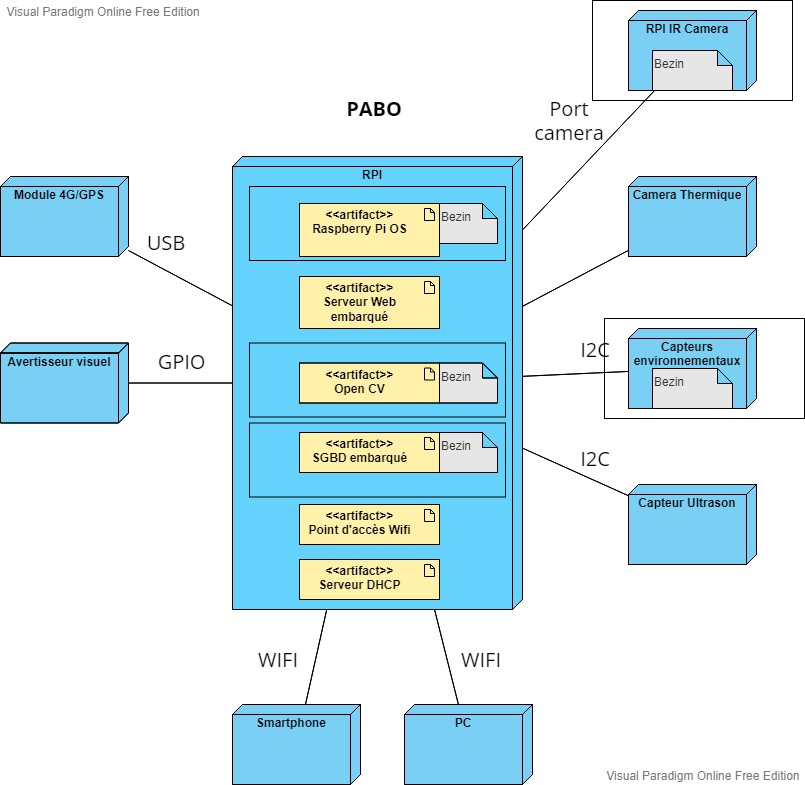 Visual Paradigm Online Free Edition
RPI IR Camera
Bezin
PABO
Port
camera
RPI
Module 4G/GPS
USB
<<artifact>>
Raspberry Pi OS
Bezin
Camera Thermique
<<artifact>>
Serveur Web
embarqué
Avertisseur visuel
GPIO
<<artifact>>
Open CV
Bezin
I2C
Capteurs
environnementaux
Bezin
<<artifact>>
SGBD embarqué
Bezin
I2C
Capteur Ultrason
<<artifact>>
Point d'accès Wifi
<<artifact>>
Serveur DHCP
WIFI
WIFI
Smartphone
PC
Visual Paradigm Online Free Edition